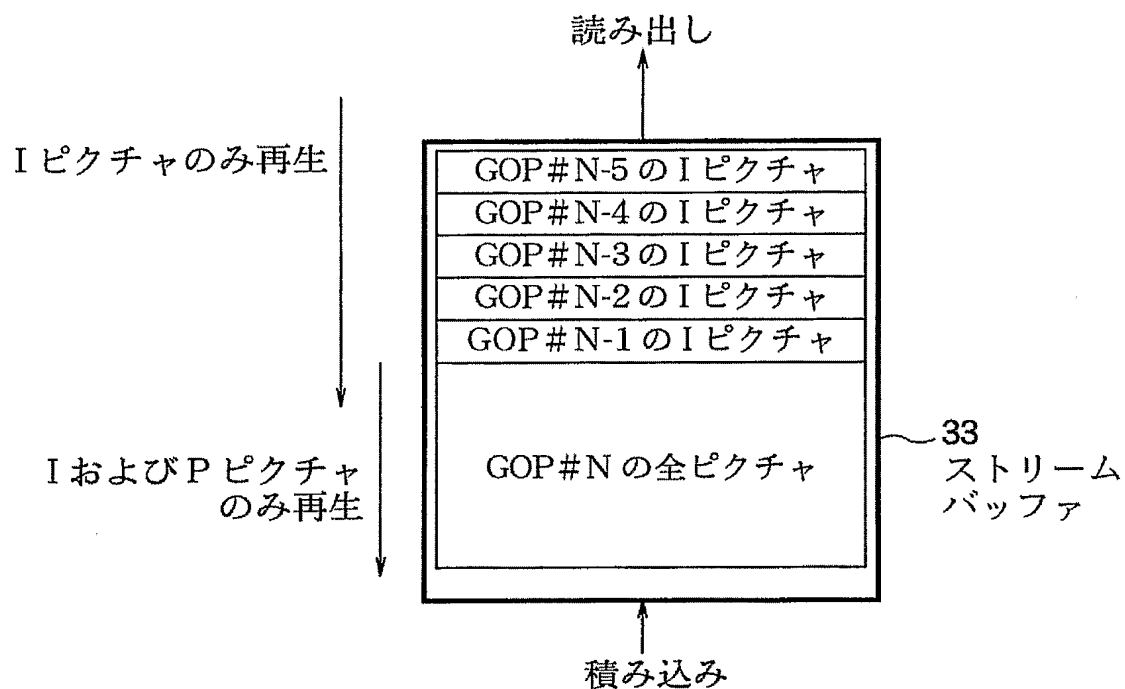 読み出し
Iピクチャのみ再生
GOP#N-5のIピクチャ
GOP#N-4のIピクチャ
GOP#N-3のIピクチャ
GOP#N-2のIピクチャ
GOP#N-1のIピクチャ
IおよびPピクチャ
のみ再生
GOP#Nの全ピクチャ
33
ストリーム
バッファ
積み込み